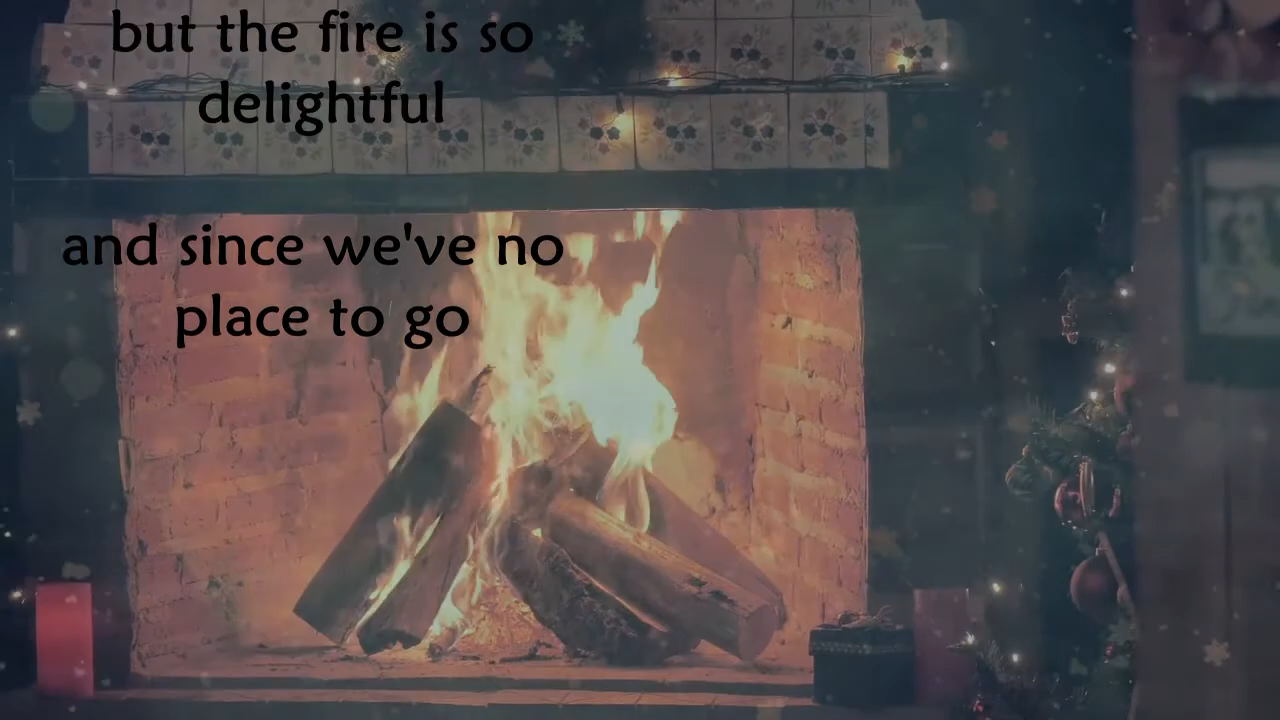 but the fire is so
delightful
and since we've no
place to go